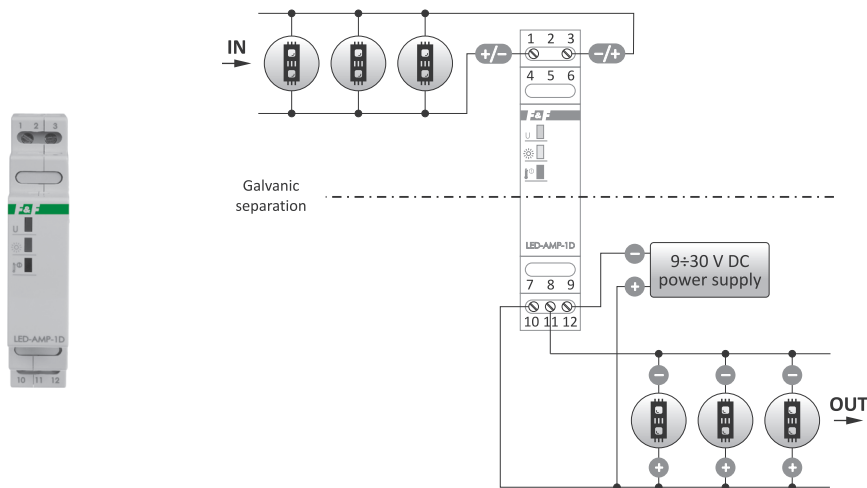 1 2 3
F&F
U
LED-AMP-1D
10 11 12
IN
+/−
1 2 3
−/+
4 5 6
F&F
U
Galvanic
separation
LED-AMP-1D
7 8 9
10 11 12
−
9÷30 V DC
power supply
+
− − −
OUT
+ + +